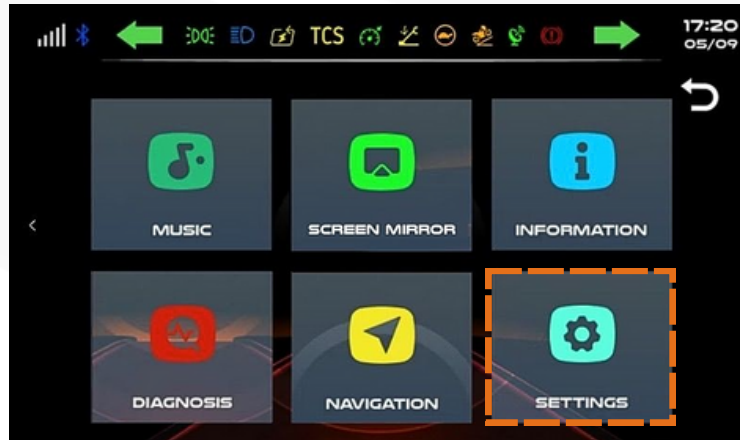 TCS
17:20
05/09
MUSIC
SCREEN MIRROR
INFORMATION
DIAGNOSIS
NAVIGATION
SETTINGS